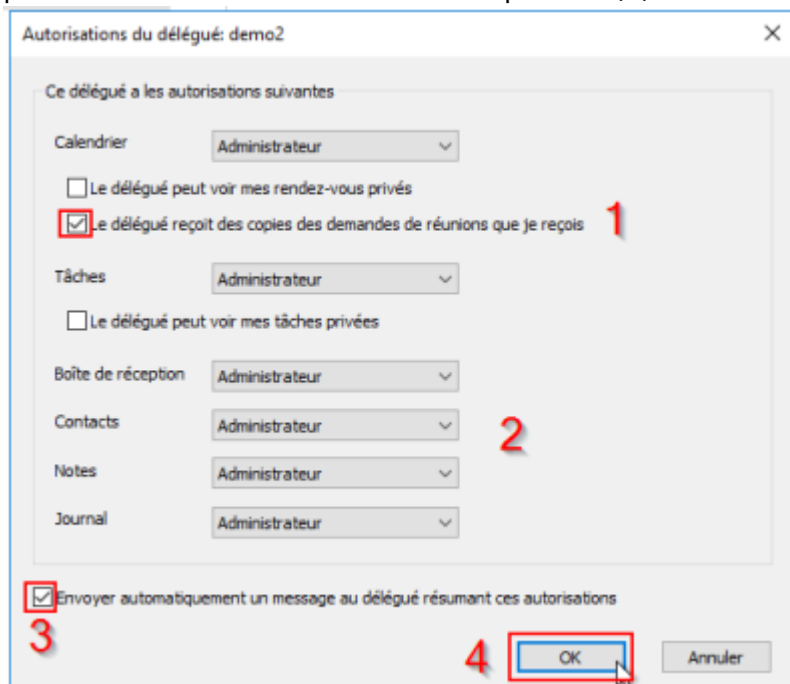 Autorisations du délégué: demo2
Ce délégué a les autorisations suivantes
Calendrier Administrateur
Le délégué peut voir mes rendez-vous privés
Le délégué reçoit des copies des demandes de réunions que je reçois 1
Tâches Administrateur
Le délégué peut voir mes tâches privées
Boîte de réception Administrateur
Contacts Administrateur
2
Notes Administrateur
Journal Administrateur
Envoyer automatiquement un message au délégué résumant ces autorisations
3
4 OK Annuler